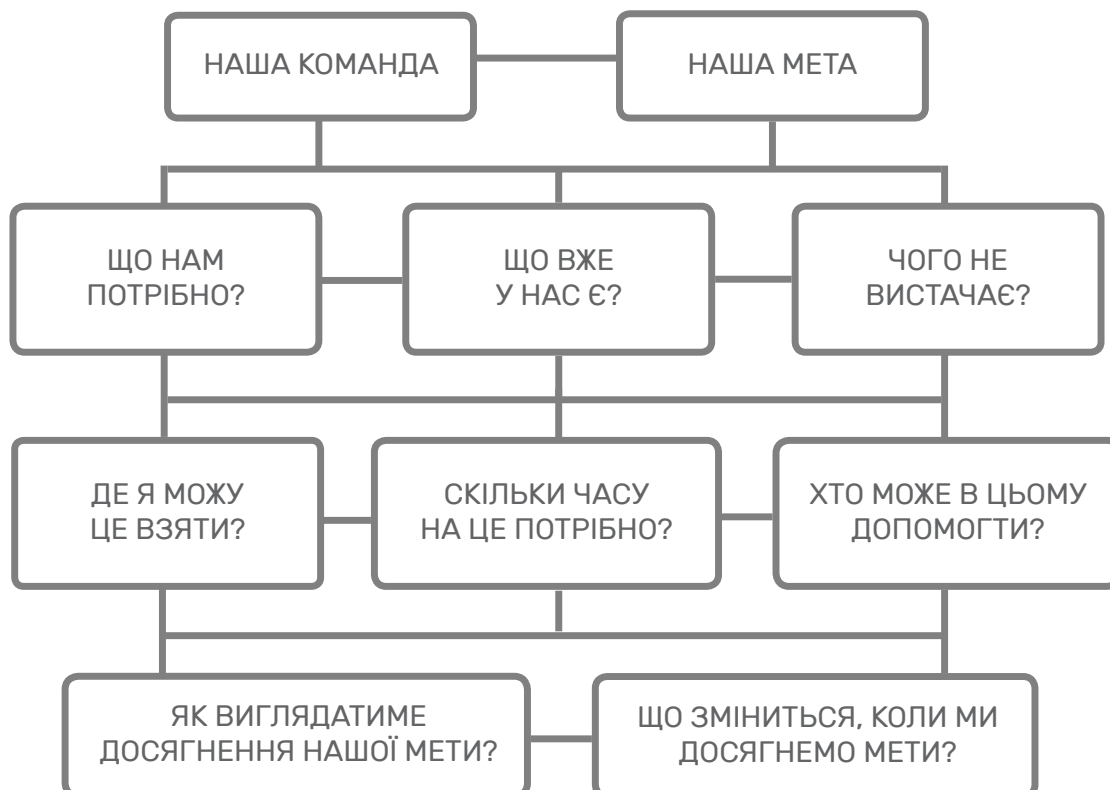 НАША КОМАНДА
НАША МЕТА
ЩО НАМ
ПОТРІБНО?
ЩО ВЖЕ
У НАС Є?
ЧОГО НЕ
ВИСТАЧАЄ?
ДЕ Я МОЖУ
ЦЕ ВЗЯТИ?
СКІЛЬКИ ЧАСУ
НА ЦЕ ПОТРІБНО?
ХТО МОЖЕ В ЦЬОМУ
ДОПОМОГТИ?
ЯК ВИГЛЯДАТИМЕ
ДОСЯГНЕННЯ НАШОЇ МЕТИ?
ЩО ЗМІНИТЬСЯ, КОЛИ МИ
ДОСЯГНЕМО МЕТИ?